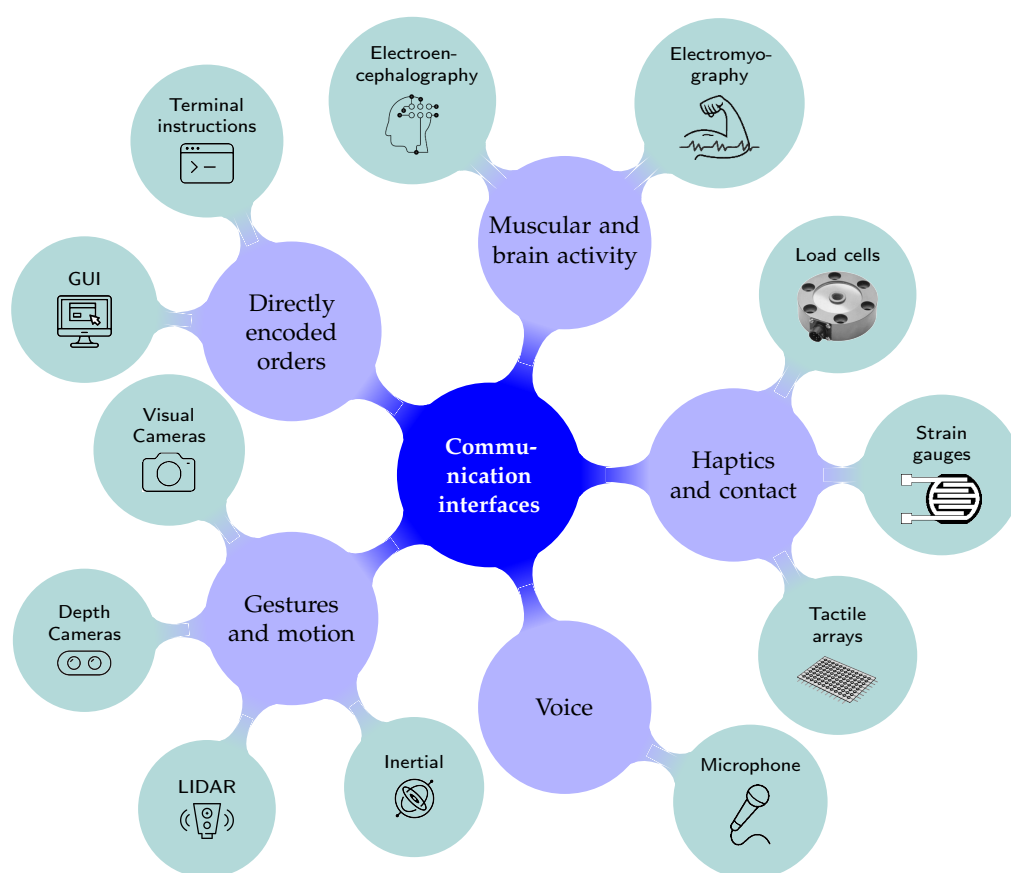 Electroen-
cephalography
Electromyo-
graphy
Terminal
instructions
Muscular and
brain activity
Load cells
GUI
Directly
encoded
orders
Visual
Cameras
Commu-
nication
interfaces
Haptics
and contact
Strain
gauges
Depth
Cameras
Gestures
and motion
Tactile
arrays
Voice
LIDAR
Inertial
Microphone